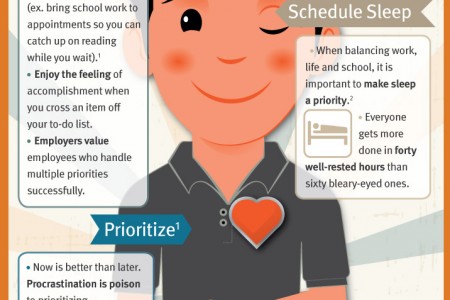 (ex. bring school work to
appointments so you can
catch up on reading
while you wait).¹
• Enjoy the feeling of
accomplishment when
you cross an item off
your to-do list.
• Employers value
employees who handle
multiple priorities
successfully.
Schedule Sleep
• When balancing work,
life and school, it is
important to make sleep
a priority.²
• Everyone
gets more
done in forty
well-rested hours than
sixty bleary-eyed ones.
Prioritize¹
• Now is better than later.
Procrastination is poison
to prioritizing.